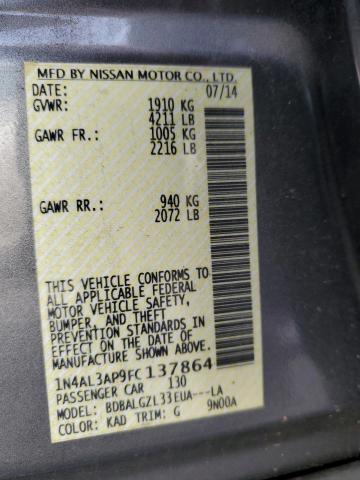 MFD BY NISSAN MOTOR CO., LTD.
DATE: 07/14
GVWR: 1910 KG
4211 LB
GAWR FR: 1005 KG
2216 LB
GAWR RR.: 940 KG
2072 LB
THIS VEHICLE CONFORMS TO
ALL APPLICABLE FEDERAL
MOTOR VEHICLE SAFETY,
BUMPER, AND THEFT
PREVENTION STANDARDS IN
EFFECT ON THE DATE OF
MANUFACTURE SHOWN ABOVE.
1N4AL3AP9FC137864
PASSENGER CAR 130
MODEL: BDBALGZL33EUA---LA
COLOR: KAD TRIM: G 9N00A